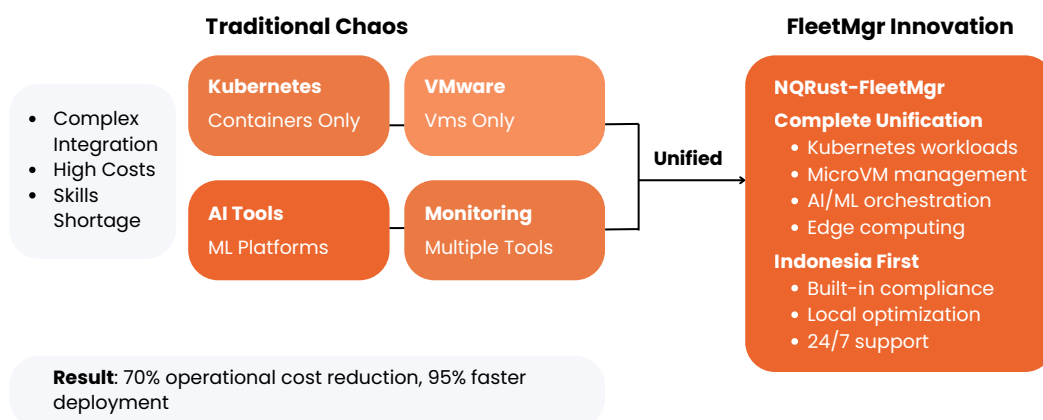 Traditional Chaos
FleetMgr Innovation
Complex
Integration
High Costs
Skills
Shortage
Kubernetes
Containers Only
VMware
Vms Only
AI Tools
ML Platforms
Monitoring
Multiple Tools
Unified
NQRust-FleetMgr
Complete Unification
Kubernetes workloads
MicroVM management
AI/ML orchestration
Edge computing
Indonesia First
Built-in compliance
Local optimization
24/7 support
Result: 70% operational cost reduction, 95% faster
deployment